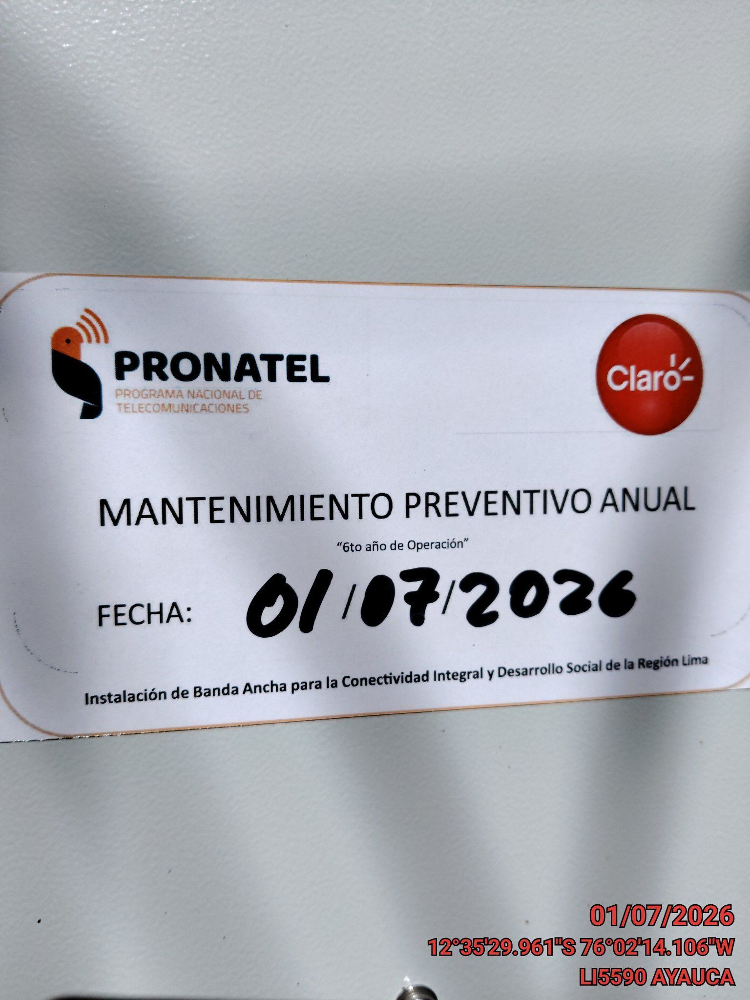 PRONATEL
PROGRAMA NACIONAL DE
TELECOMUNICACIONES
Claro
MANTENIMIENTO PREVENTIVO ANUAL
“6to año de Operación”
FECHA: 01/07/2026
Instalación de Banda Ancha para la Conectividad Integral y Desarrollo Social de la Región Lima
01/07/2026
12°35'29.961"S 76°02'14.106"W
LI5590 AYAUCA